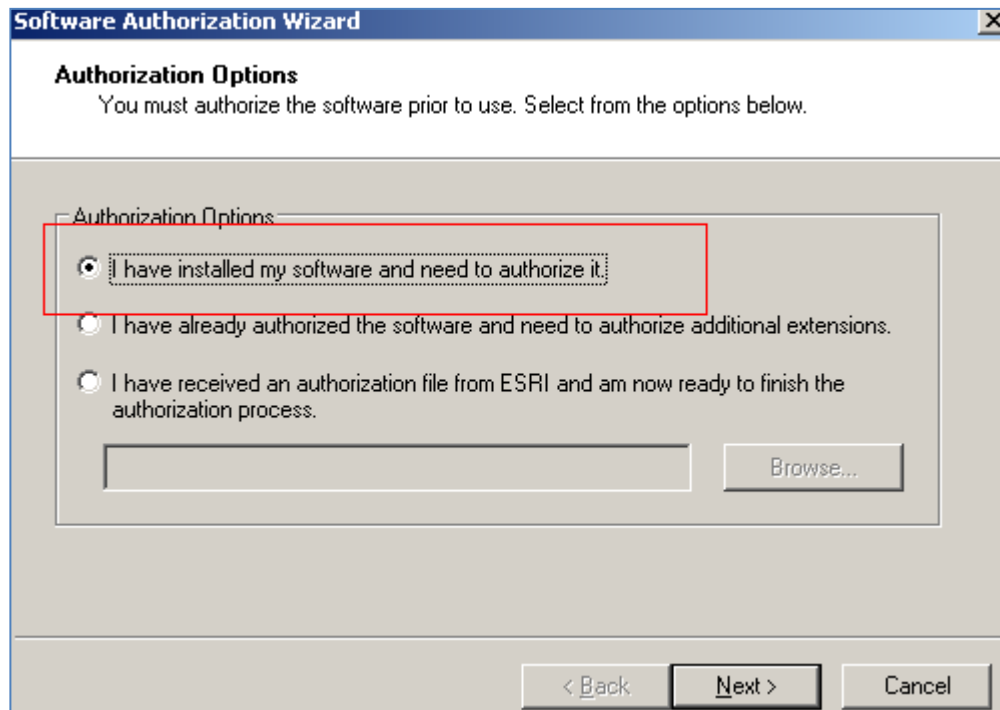 Software Authorization Wizard
Authorization Options
You must authorize the software prior to use. Select from the options below.
Authorization Options
I have installed my software and need to authorize it.
I have already authorized the software and need to authorize additional extensions.
I have received an authorization file from ESRI and am now ready to finish the
authorization process.
Browse...
< Back
Next >
Cancel